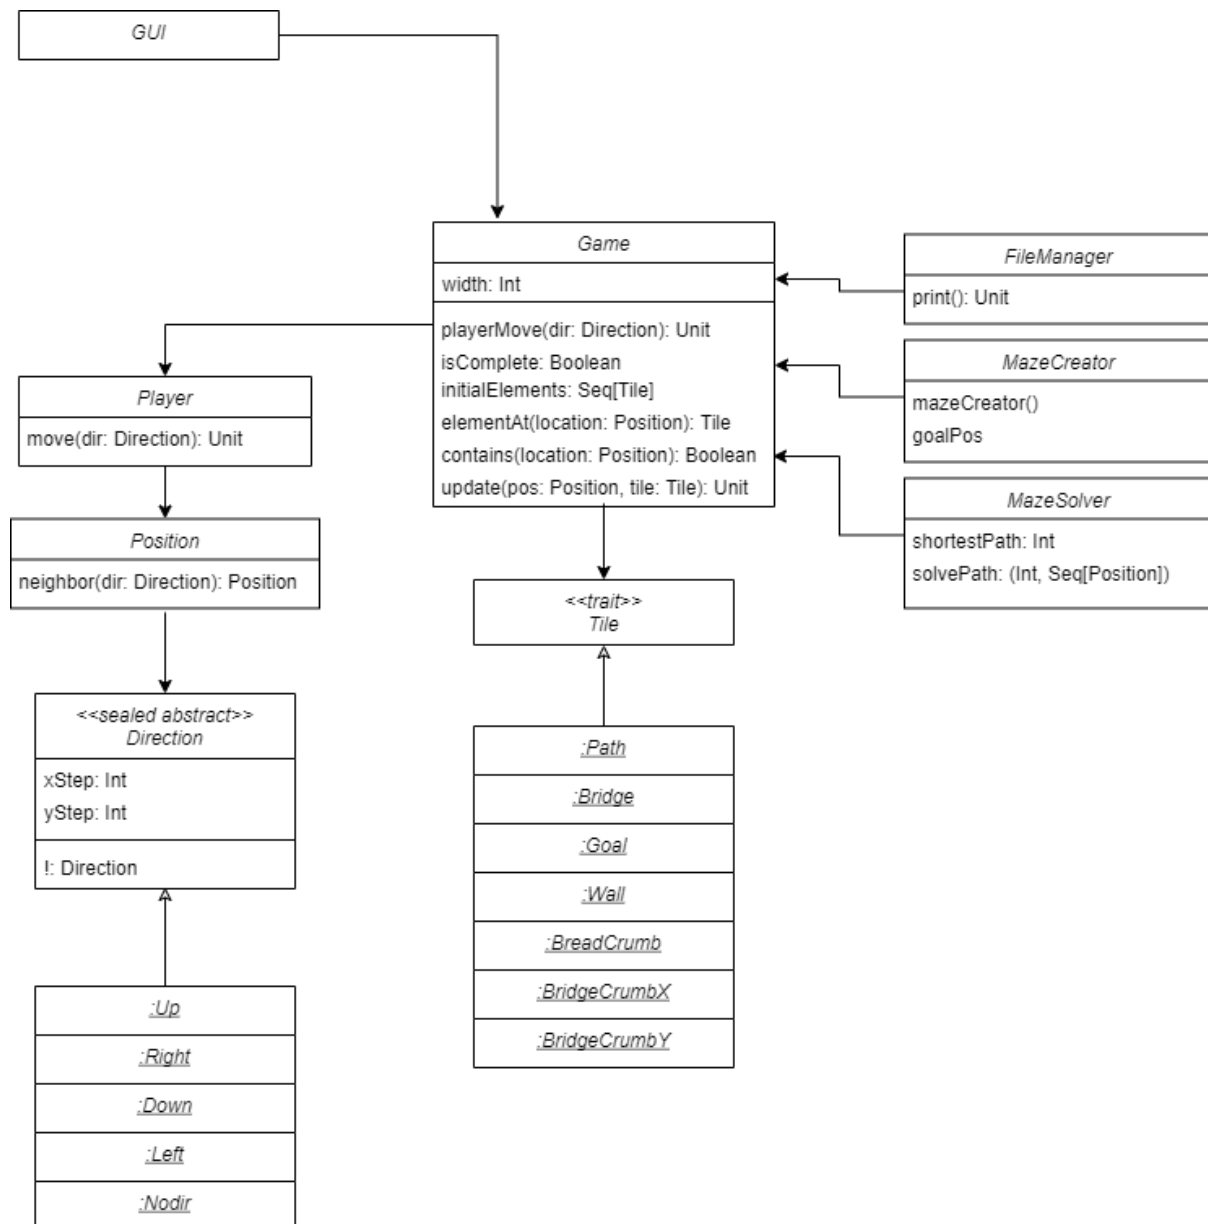 GUI
Game
width: Int
playerMove(dir: Direction): Unit
isComplete: Boolean
initialElements: Seq[Tile]
elementAt(location: Position): Tile
contains(location: Position): Boolean
update(pos: Position, tile: Tile): Unit
FileManager
print(): Unit
MazeCreator
mazeCreator()
goalPos
MazeSolver
shortestPath: Int
solvePath: (Int, Seq[Position])
Player
move(dir: Direction): Unit
Position
neighbor(dir: Direction): Position
<<sealed abstract>>
Direction
xStep: Int
yStep: Int
!: Direction
:Up
:Right
:Down
:Left
:Nodir
<<trait>>
Tile
:Path
:Bridge
:Goal
:Wall
:BreadCrumb
:BridgeCrumbX
:BridgeCrumbY